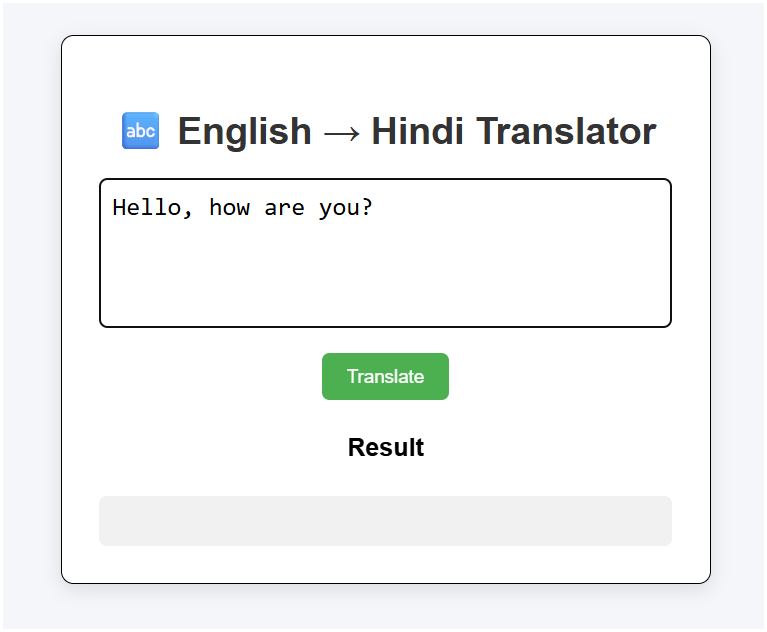 abc English → Hindi Translator
Hello, how are you?
Translate
Result